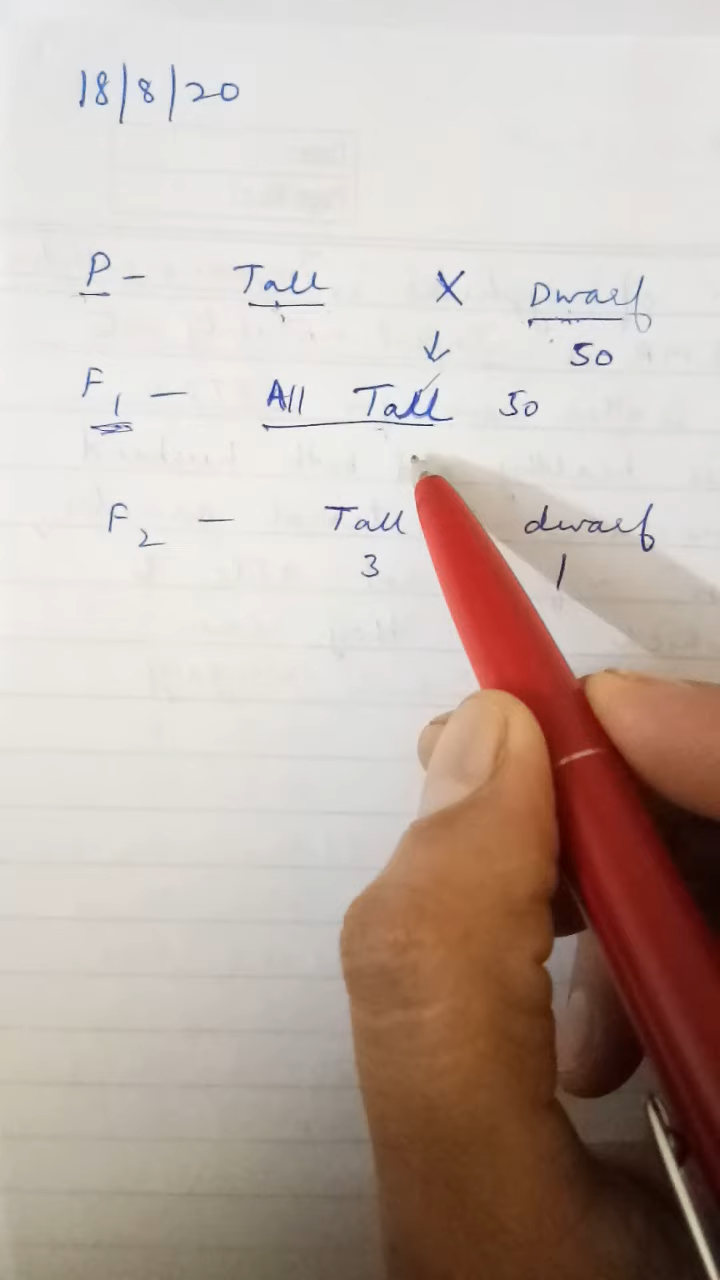 18/8/20
P - Tall X Dwarf
↓ 50
F₁ - All Tall 50
F₂ - Tall dwarf
3 1